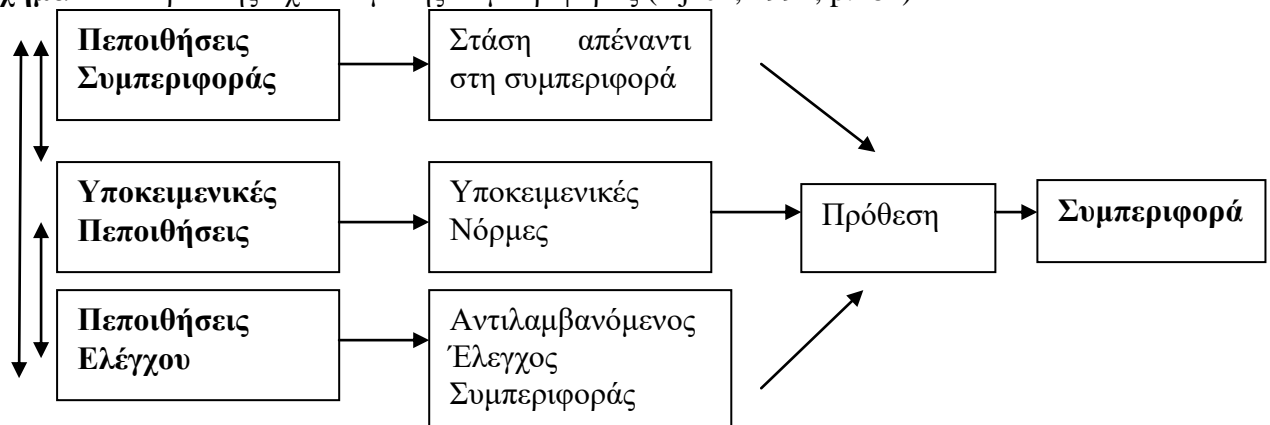 Πεποιθήσεις
Συμπεριφοράς
Στάση απέναντι
στη συμπεριφορά
Υποκειμενικές
Πεποιθήσεις
Υποκειμενικές
Νόρμες
Πρόθεση
Συμπεριφορά
Πεποιθήσεις
Ελέγχου
Αντιλαμβανόμενος
Έλεγχος
Συμπεριφοράς